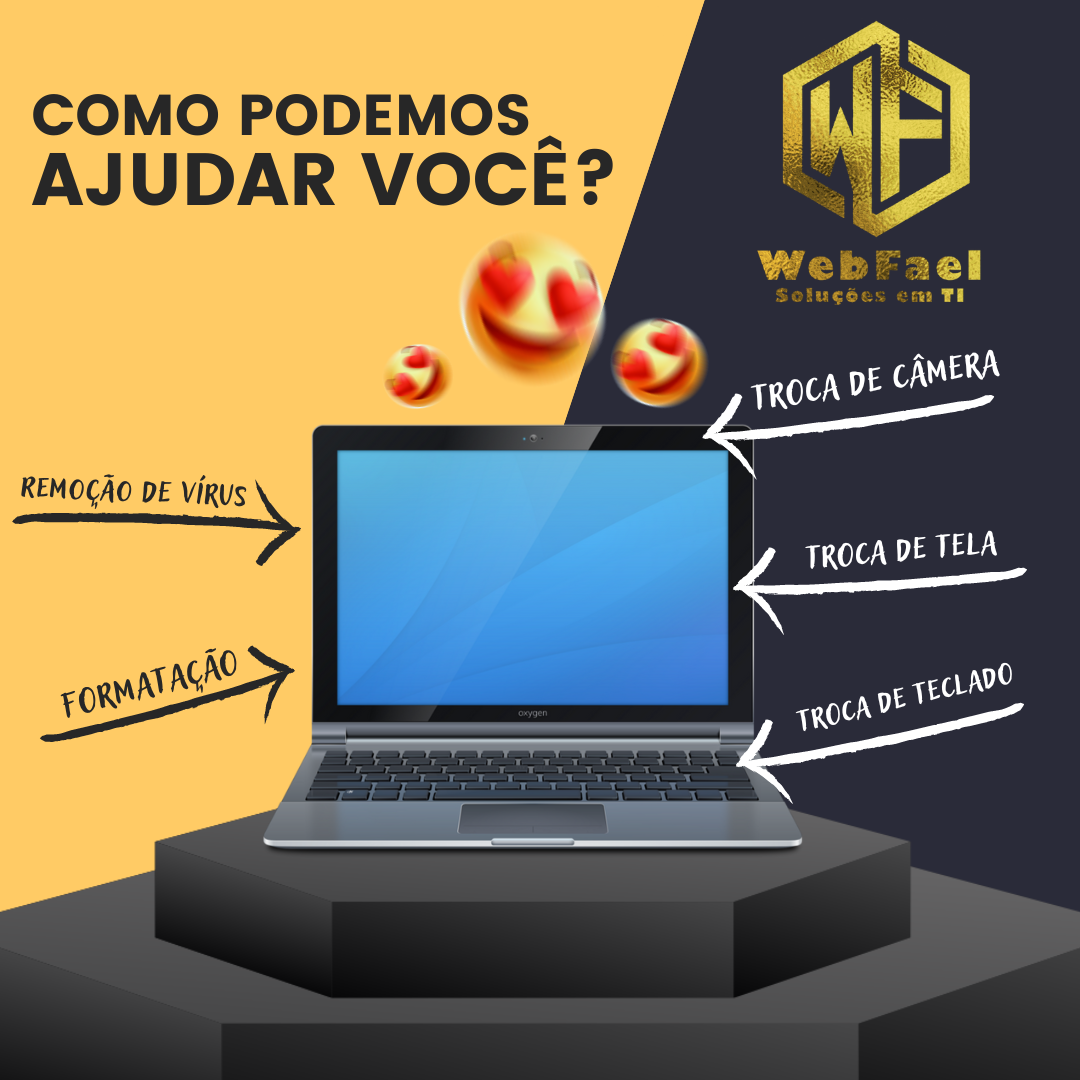 COMO PODEMOS
AJUDAR VOCÊ?
WF
WebFael
Soluções em TI
TROCA DE CÂMERA
REMOÇÃO DE VÍRUS
TROCA DE TELA
FORMATAÇÃO
TROCA DE TECLADO
oxygen